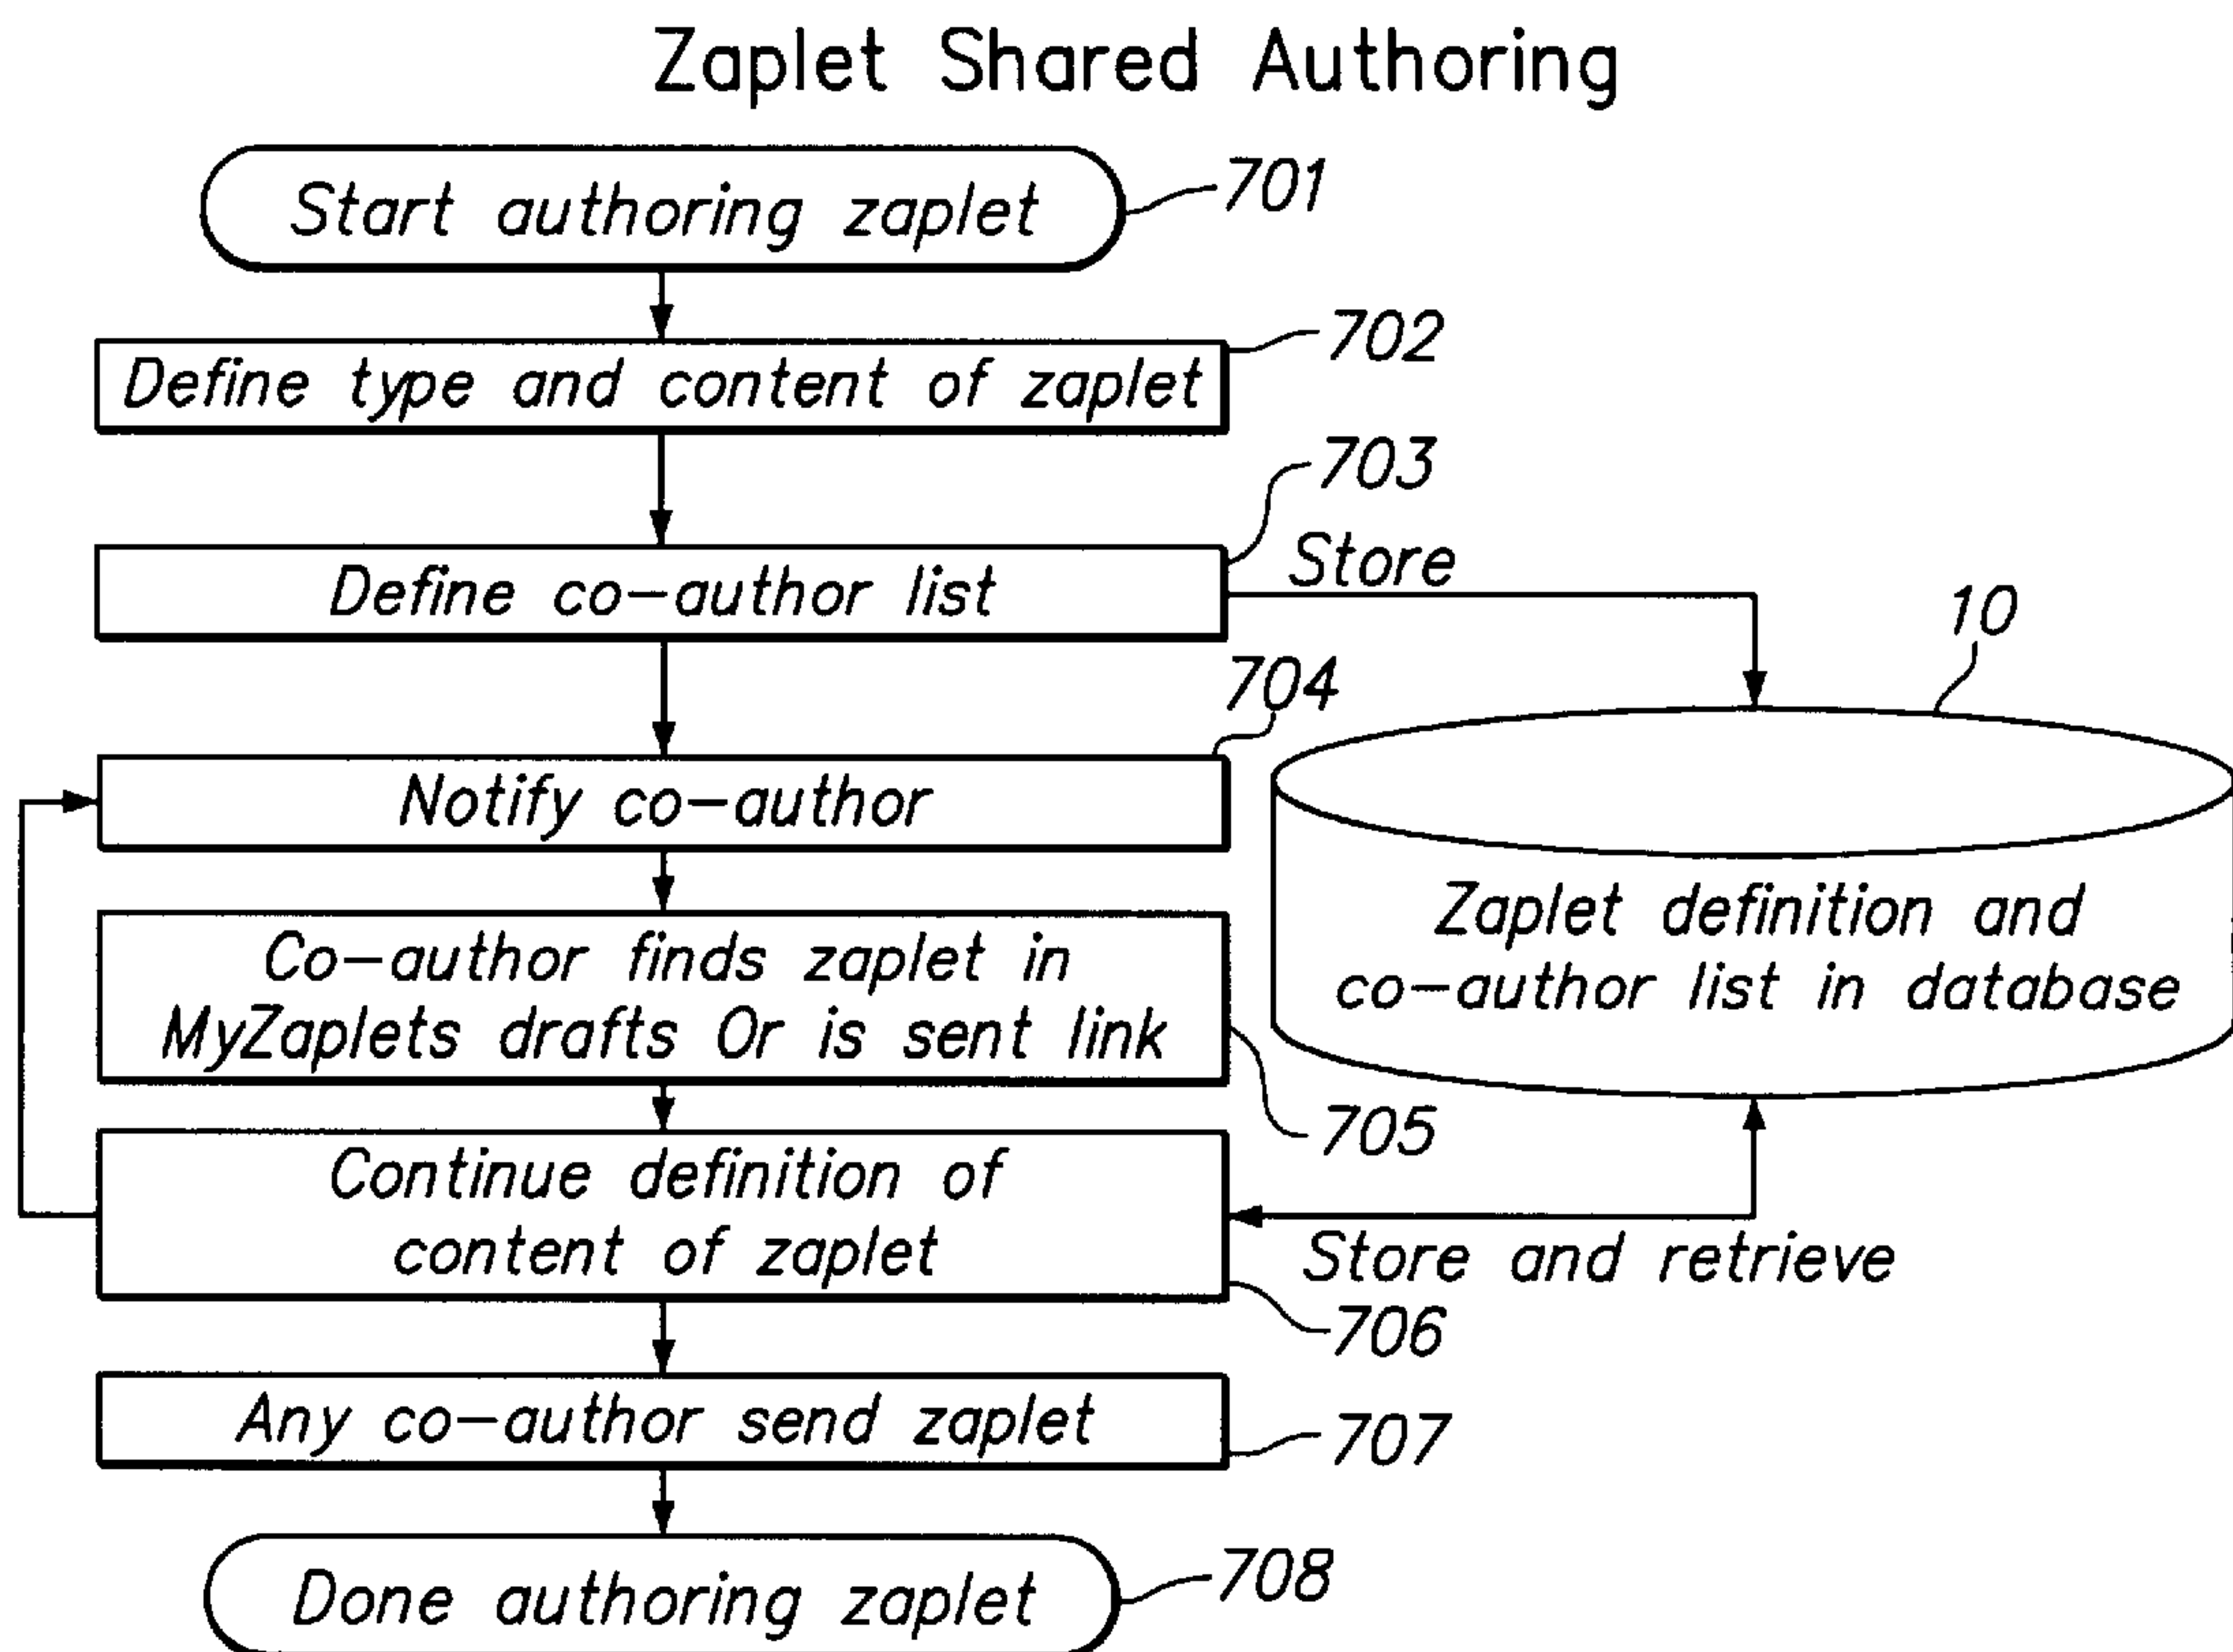 Zaplet Shared Authoring
Start authoring zaplet
701
Define type and content of zaplet
702
703
Define co-author list
Store
10
704
Notify co-author
Co-author finds zaplet in
MyZaplets drafts Or is sent link
Zaplet definition and
co-author list in database
705
Continue definition of
content of zaplet
Store and retrieve
706
Any co-author send zaplet
707
Done authoring zaplet
708